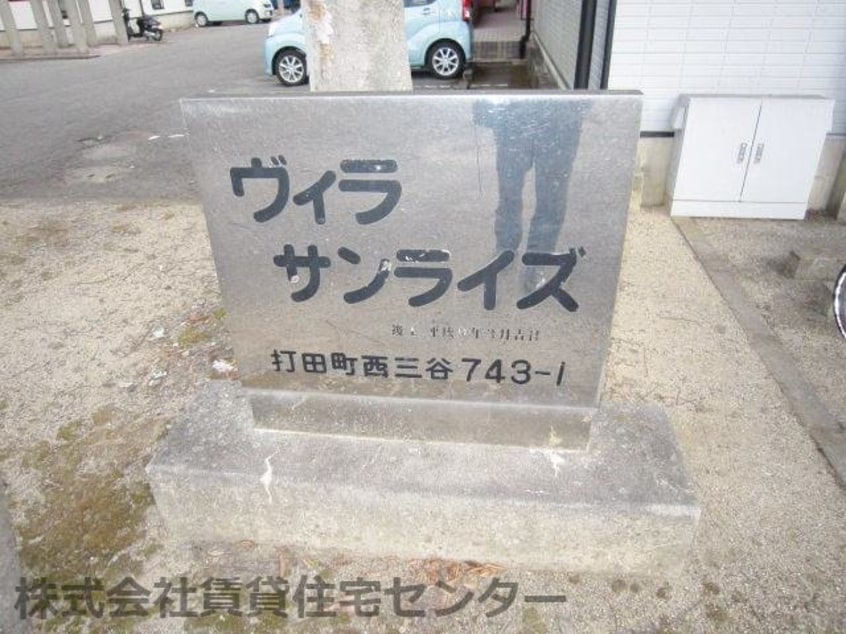 ヴィラ
サンライズ
打田町西三谷743-1
株式会社賃貸住宅センター